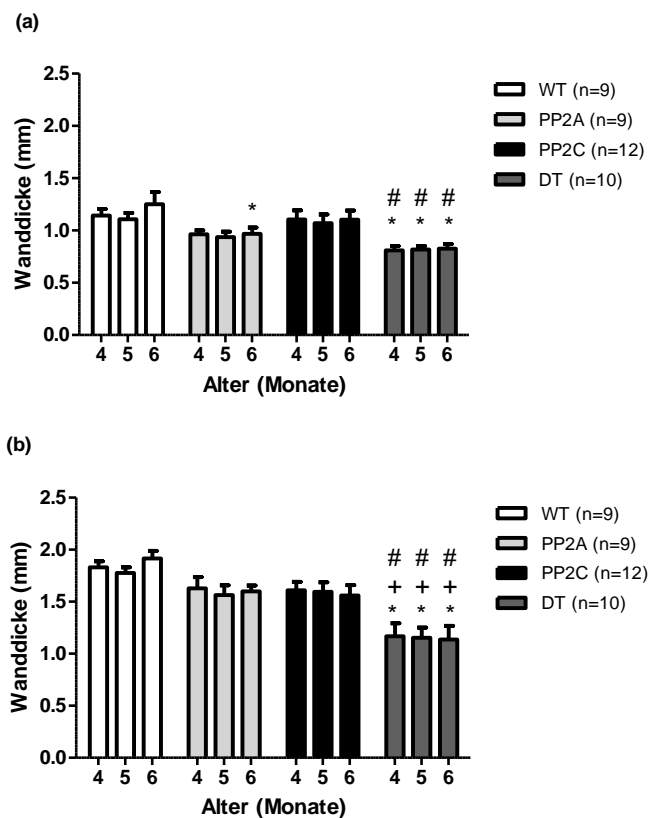 (a)
2.5
2.0
1.5
1.0
0.5
0.0
Wanddicke (mm)
*
# # #
* * *
4 5 6 4 5 6 4 5 6 4 5 6
Alter (Monate)
WT (n=9)
PP2A (n=9)
PP2C (n=12)
DT (n=10)
(b)
2.5
2.0
1.5
1.0
0.5
0.0
Wanddicke (mm)
# # #
+ + +
* * *
4 5 6 4 5 6 4 5 6 4 5 6
Alter (Monate)
WT (n=9)
PP2A (n=9)
PP2C (n=12)
DT (n=10)